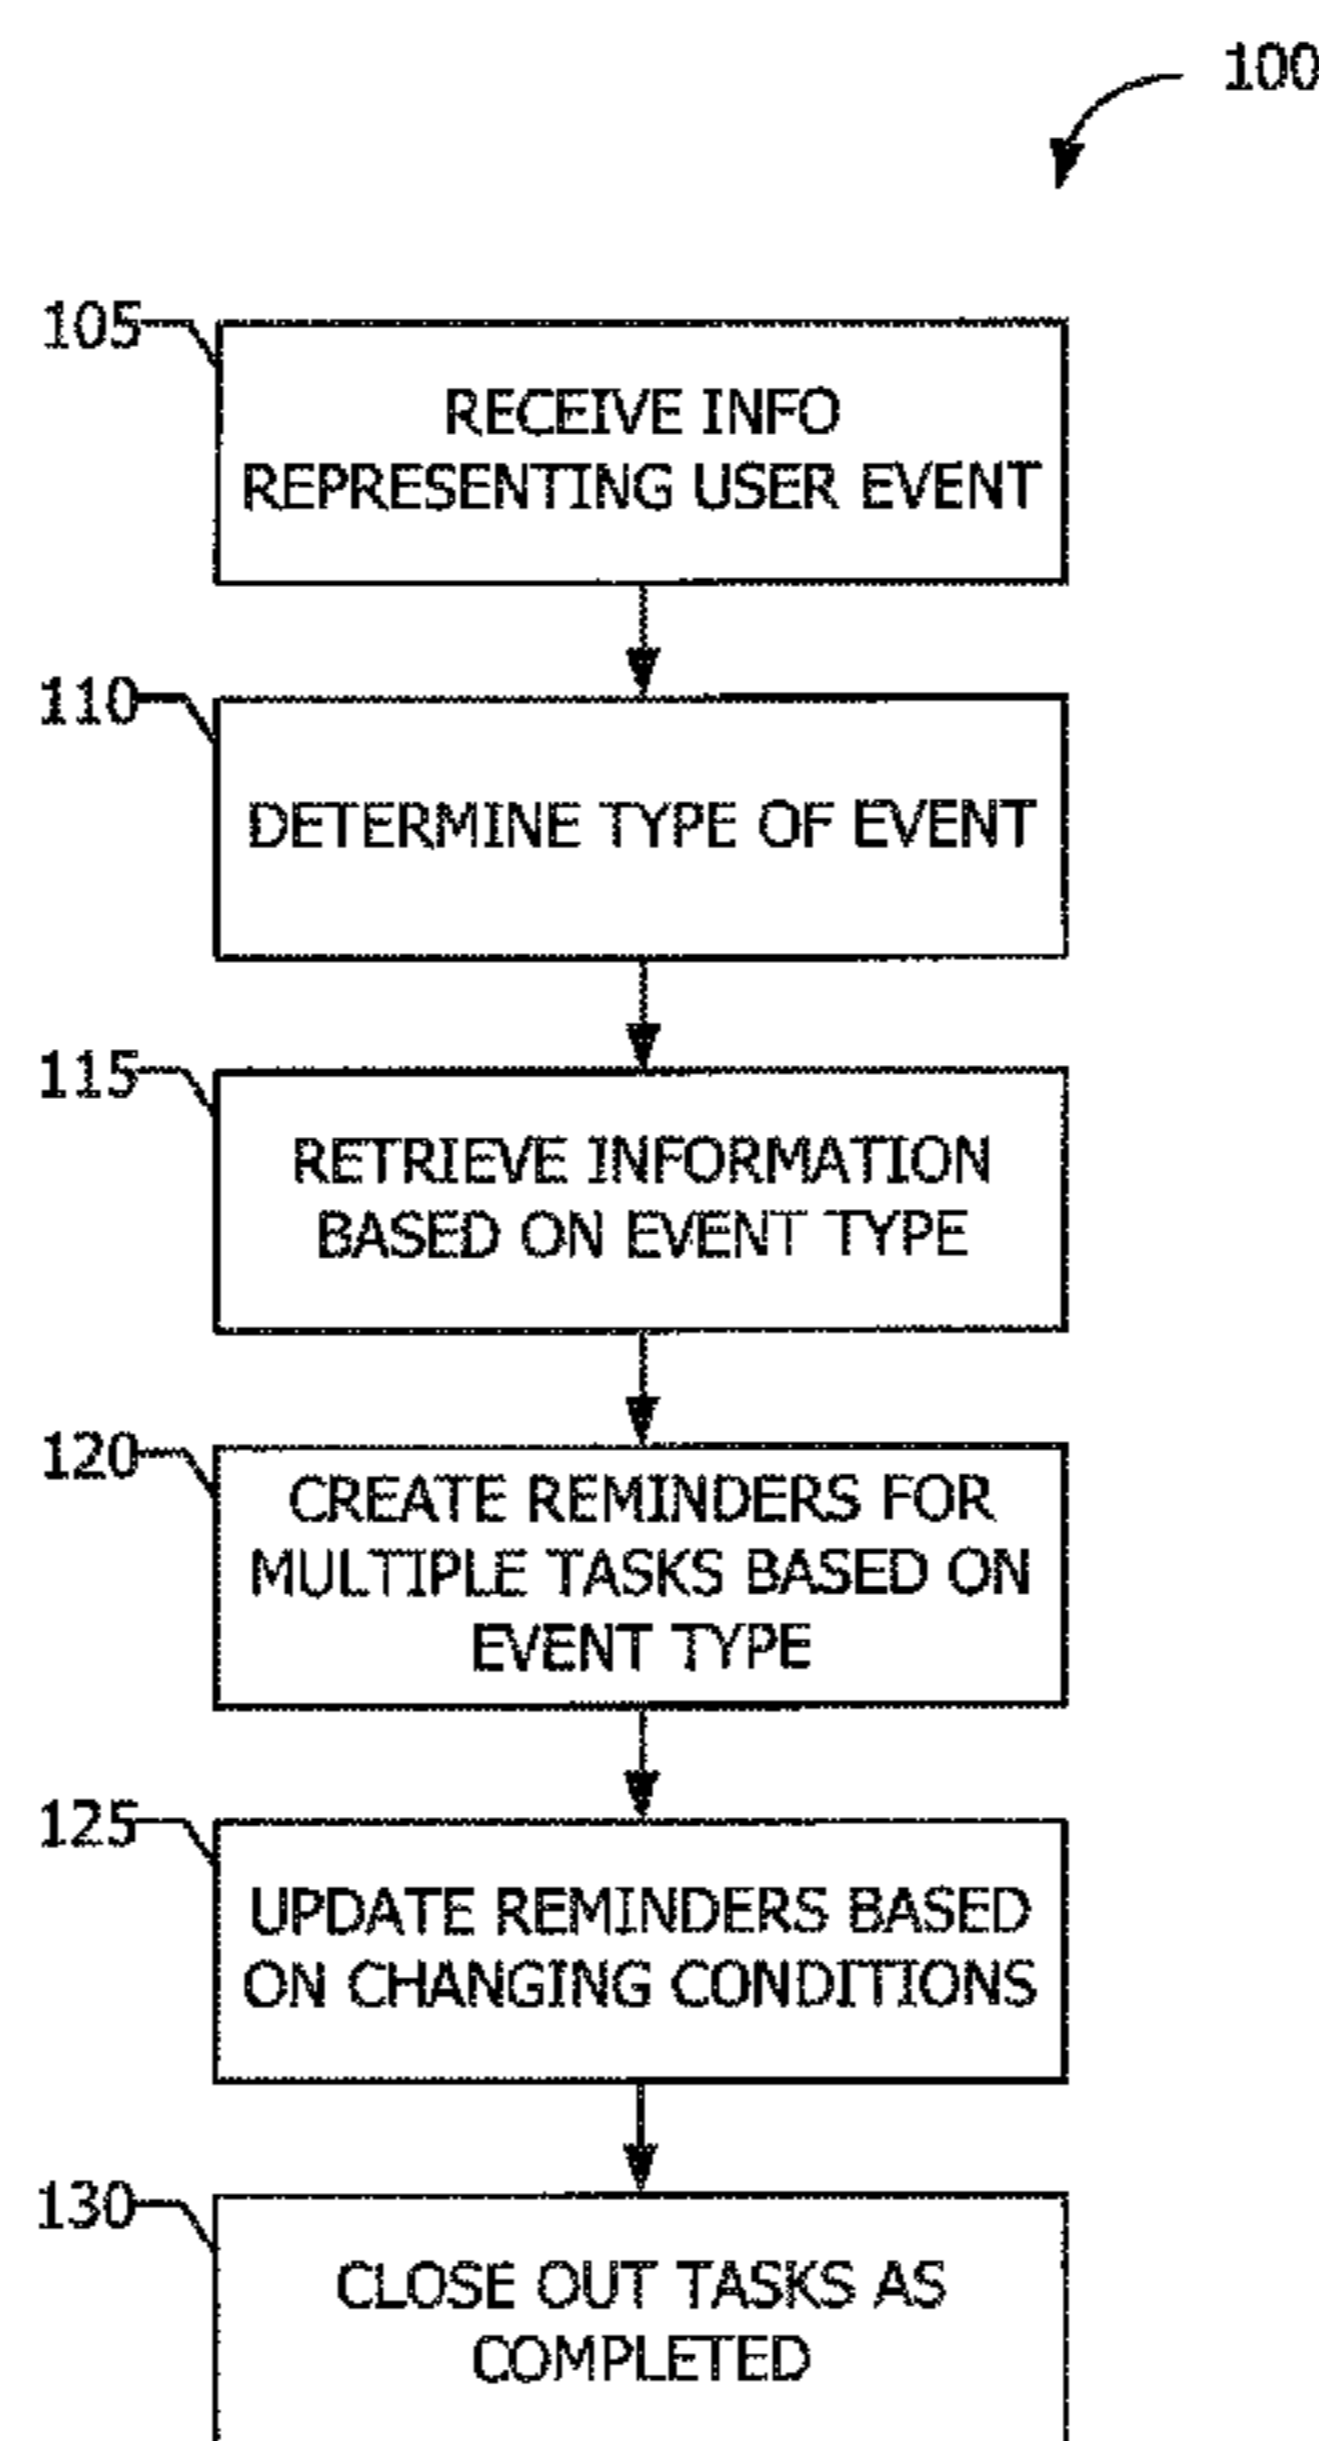 100
105
RECEIVE INFO
REPRESENTING USER EVENT
110
DETERMINE TYPE OF EVENT
115
RETRIEVE INFORMATION
BASED ON EVENT TYPE
120
CREATE REMINDERS FOR
MULTIPLE TASKS BASED ON
EVENT TYPE
125
UPDATE REMINDERS BASED
ON CHANGING CONDITIONS
130
CLOSE OUT TASKS AS
COMPLETED